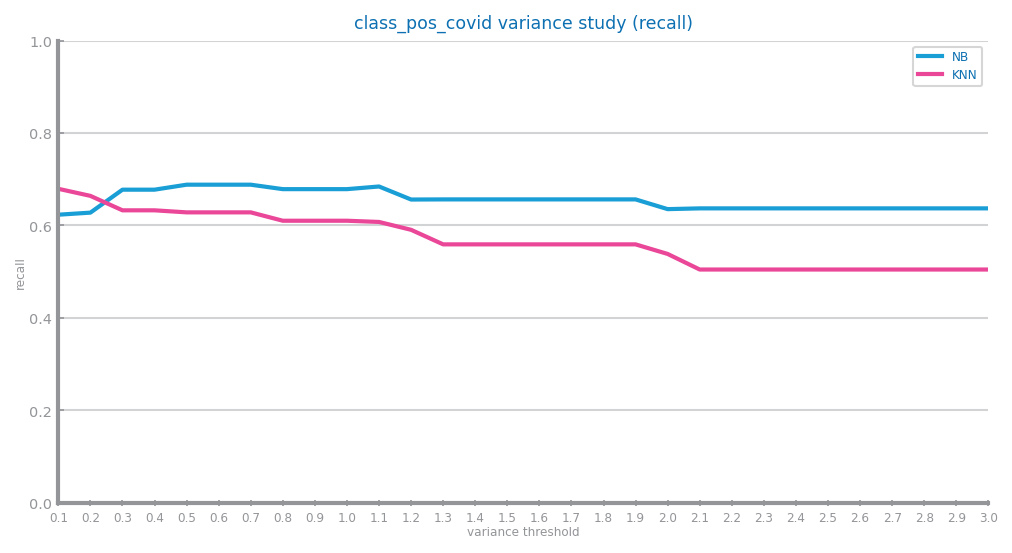 class_pos_covid variance study (recall)
1.0
NB
KNN
0.8
0.6
recall
0.4
0.2
0.0
0.1 0.2 0.3 0.4 0.5 0.6 0.7 0.8 0.9 1.0 1.1 1.2 1.3 1.4 1.5 1.6 1.7 1.8 1.9 2.0 2.1 2.2 2.3 2.4 2.5 2.6 2.7 2.8 2.9 3.0
variance threshold